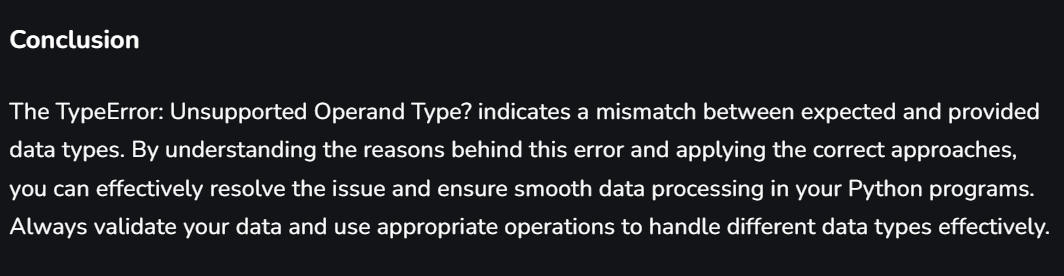 Conclusion
The TypeError: Unsupported Operand Type? indicates a mismatch between expected and provided
data types. By understanding the reasons behind this error and applying the correct approaches,
you can effectively resolve the issue and ensure smooth data processing in your Python programs.
Always validate your data and use appropriate operations to handle different data types effectively.